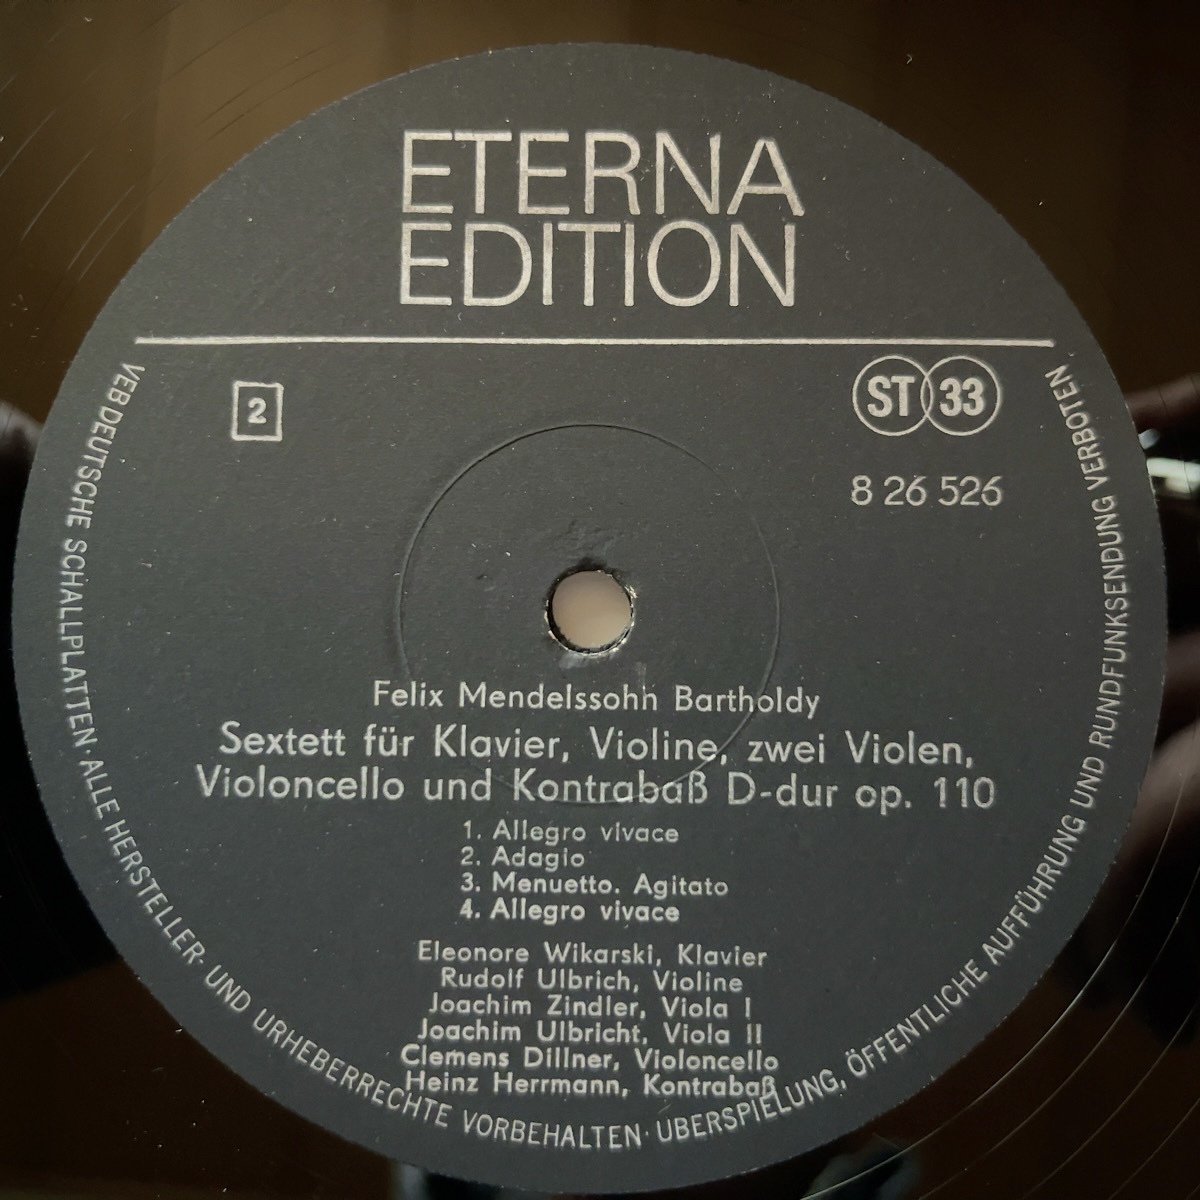 ETERNA
EDITION
2
ST 33
8 26 526
Felix Mendelssohn Bartholdy
Sextett für Klavier, Violine, zwei Violen,
Violoncello und Kontrabaß D-dur op. 110
1. Allegro vivace
2. Adagio
3. Menuetto. Agitato
4. Allegro vivace
Eleonore Wikarski, Klavier
Rudolf Ulbrich, Violine
Joachim Zindler, Viola I
Joachim Ulbricht, Viola II
Clemens Dillner, Violoncello
Heinz Herrmann, Kontrabaß
VEB DEUTSCHE SCHALLPLATTEN · ALLE HERSTELLER- UND URHEBERRECHTE VORBEHALTEN · ÜBERSPIELUNG, ÖFFENTLICHE AUFFÜHRUNG UND RUNDFUNKSENDUNG VERBOTEN